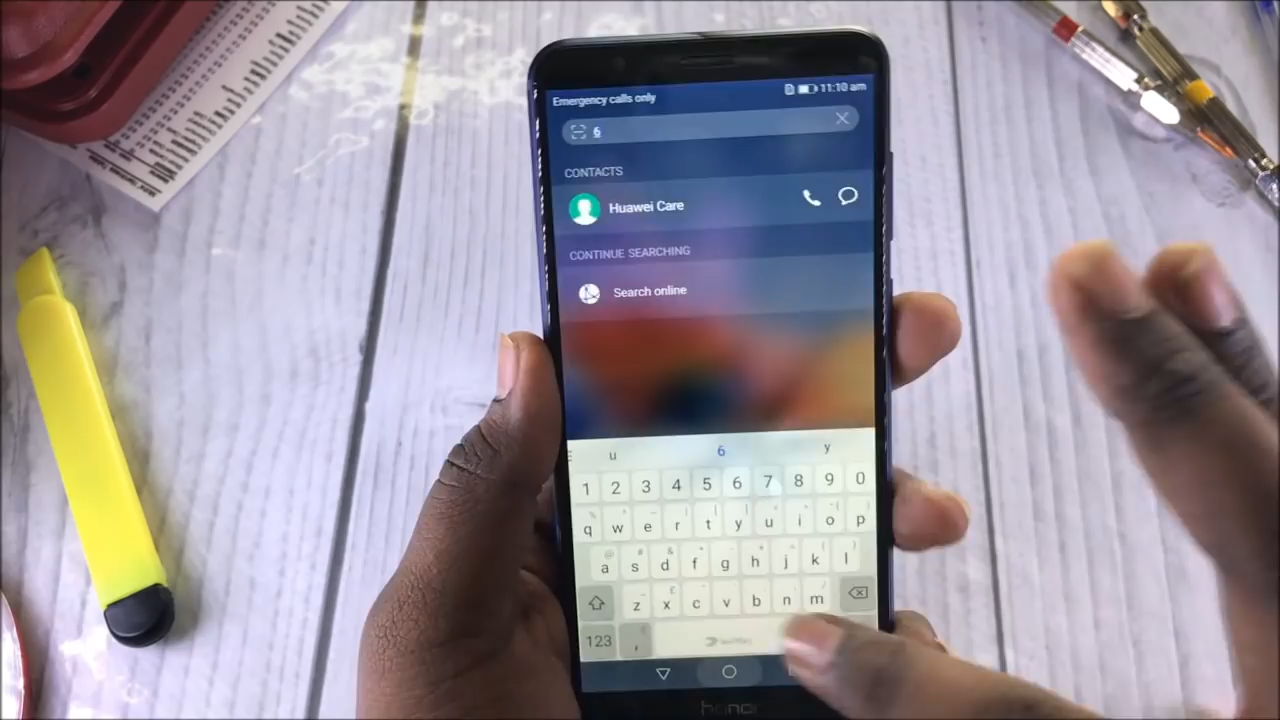 Emergency calls only 11:10 am
6
CONTACTS
Huawei Care
CONTINUE SEARCHING
Search online
u 6 y
1 2 3 4 5 6 7 8 9 0
q w e r t y u i o p
a s d f g h j k l
z x c v b n m
123 ,
honor